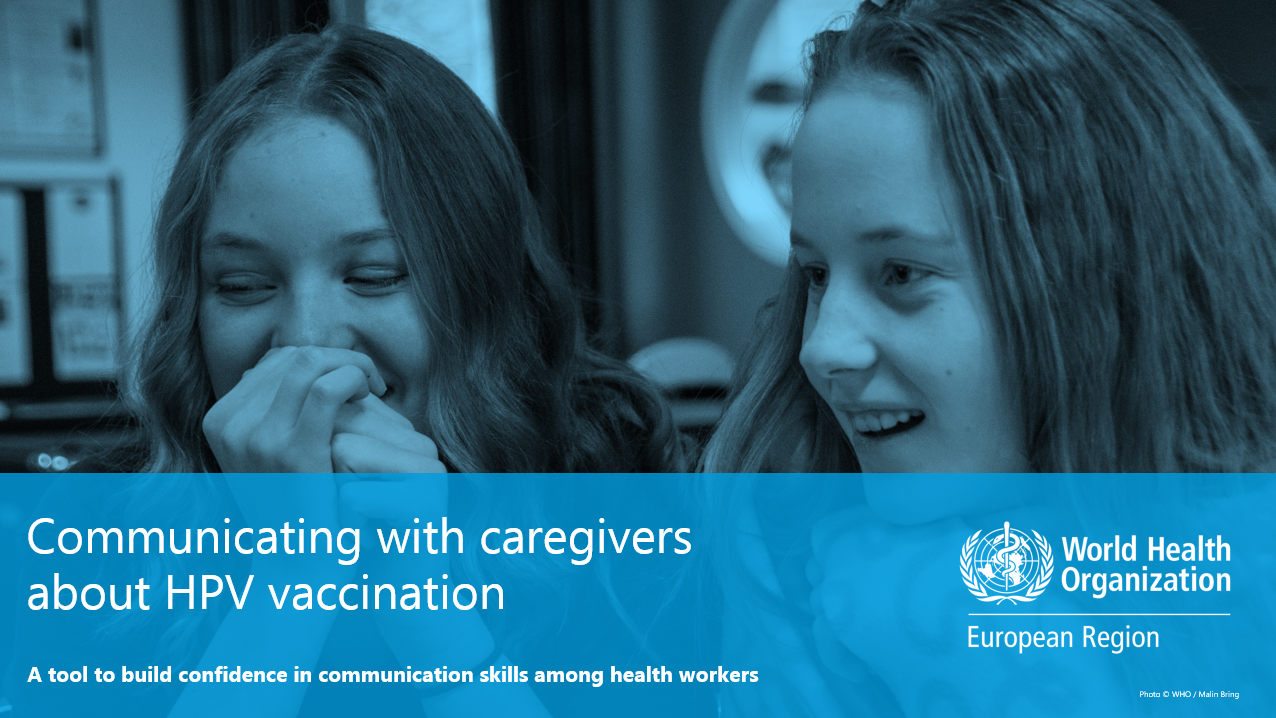 Communicating with caregivers
about HPV vaccination
A tool to build confidence in communication skills among health workers
World Health
Organization
European Region
Photo © WHO / Malin Bring